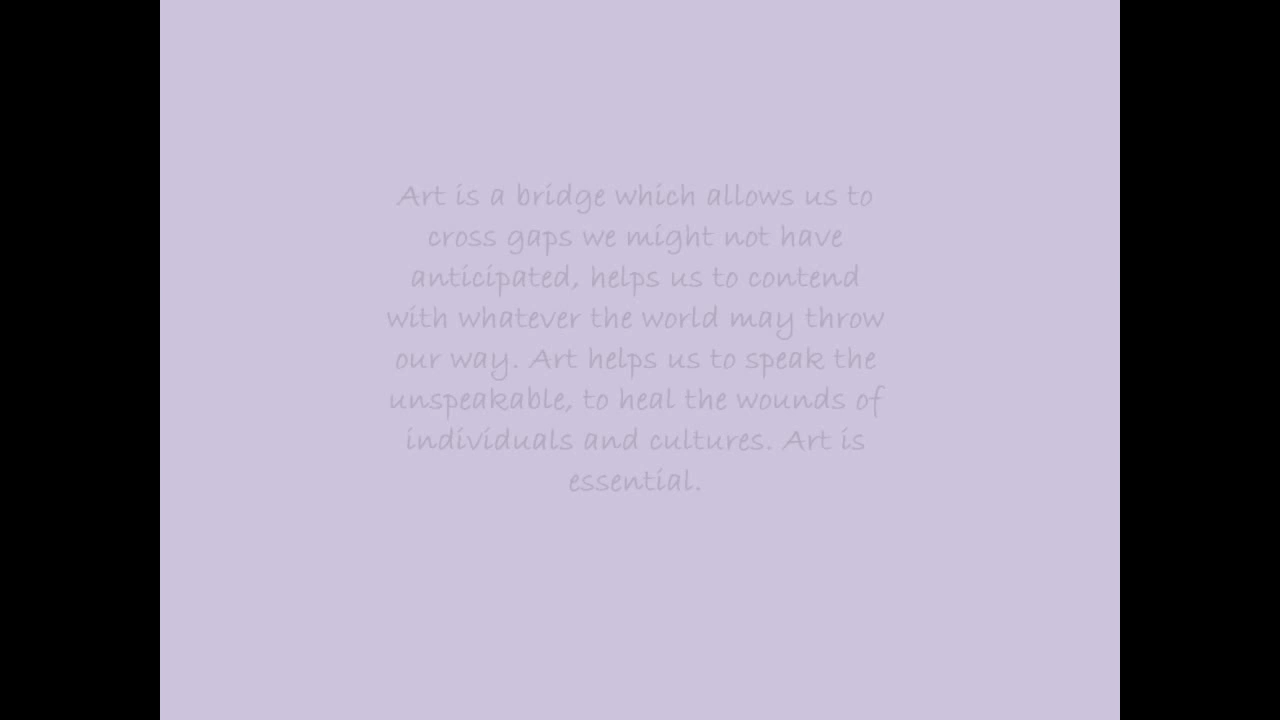 Art is a bridge which allows us to
cross gaps we might not have
anticipated, helps us to contend
with whatever the world may throw
our way. Art helps us to speak the
unspeakable, to heal the wounds of
individuals and cultures. Art is
essential.